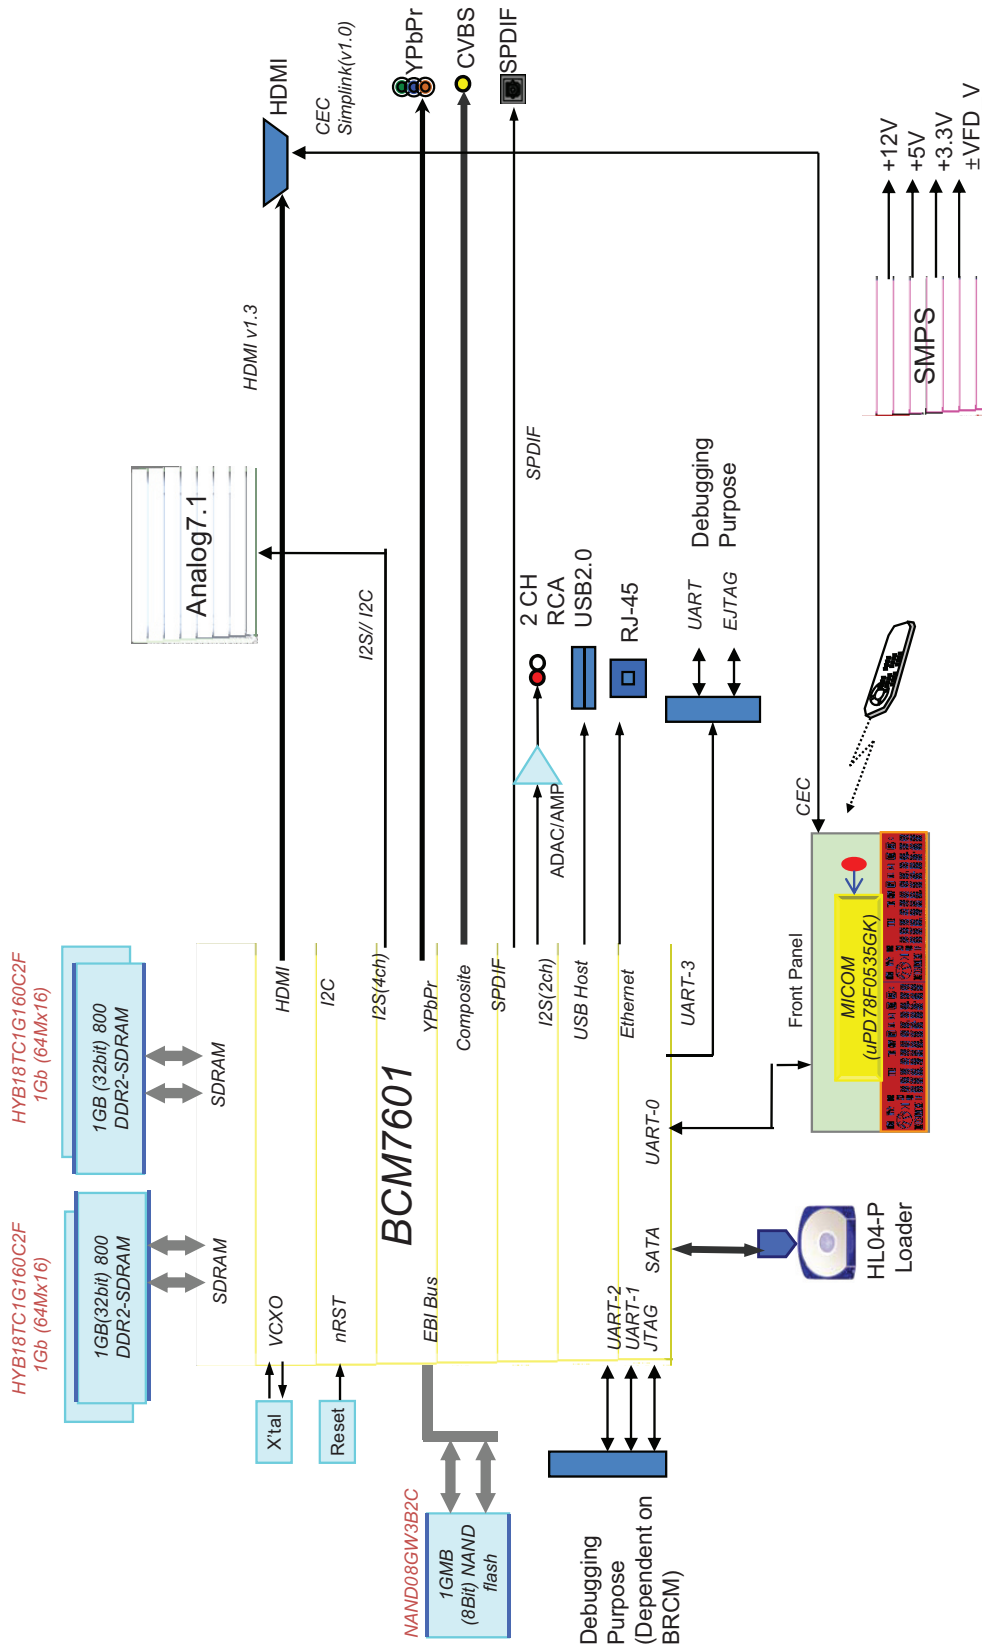 HYB18TC1G160C2F
1Gb (64Mx16)
1GB(32bit) 800
DDR2-SDRAM
HYB18TC1G160C2F
1Gb (64Mx16)
1GB (32bit) 800
DDR2-SDRAM
SDRAM
SDRAM
X'tal
VCXO
Reset
nRST
NAND08GW3B2C
1GMB
(8Bit) NAND
flash
EBI Bus
BCM7601
HDMI
I2C
I2S(4ch)
YPbPr
Composite
SPDIF
I2S(2ch)
USB Host
Ethernet
UART-3
UART-2
UART-1
JTAG
SATA
UART-0
Debugging
Purpose
(Dependent on
BRCM)
HL04-P
Loader
Front Panel
MICOM
(uPD78F0535GK)
CEC
Analog7.1
I2S// I2C
HDMI v1.3
HDMI
CEC
Simplink(v1.0)
YPbPr
CVBS
SPDIF
SPDIF
ADAC/AMP
2 CH
RCA
USB2.0
RJ-45
UART
EJTAG
Debugging
Purpose
SMPS
+12V
+5V
+3.3V
±VFD V